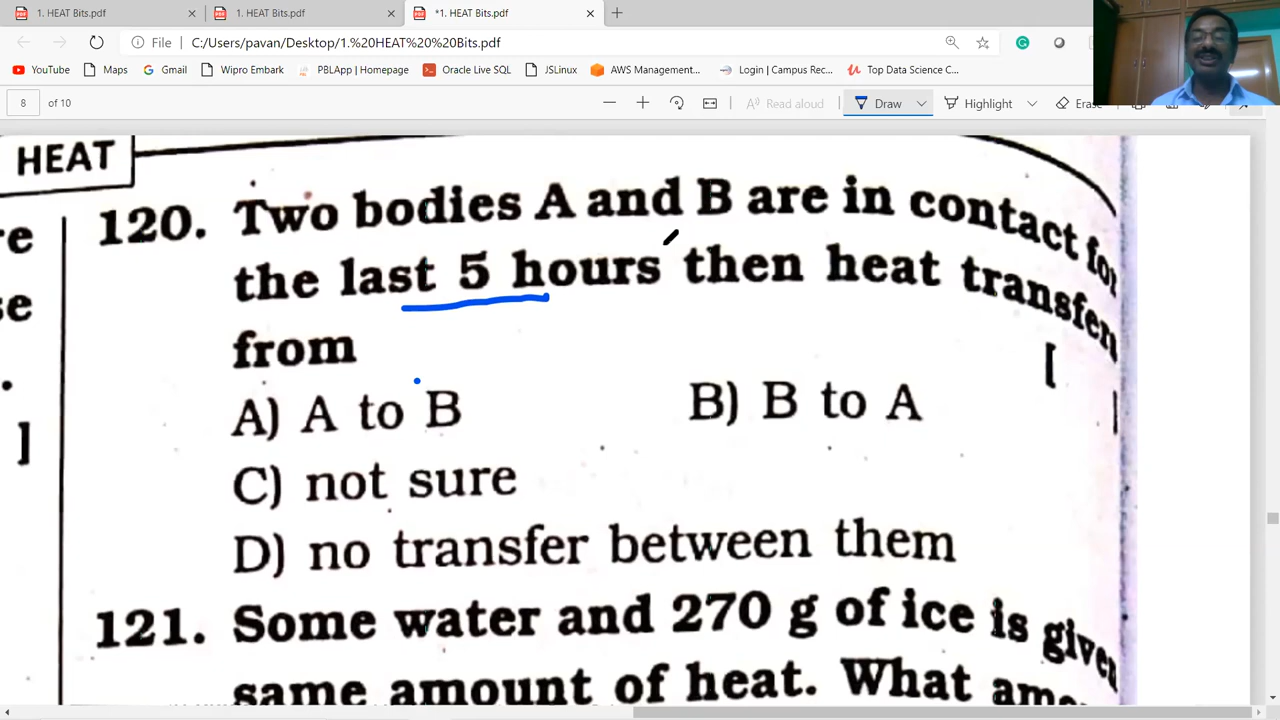 1. HEAT Bits.pdf
1. HEAT Bits.pdf
*1. HEAT Bits.pdf
File
C:/Users/pavan/Desktop/1.%20HEAT%20%20Bits.pdf
YouTube
Maps
Gmail
Wipro Embark
PBLApp | Homepage
Oracle Live SQL
JSLinux
AWS Management...
Login | Campus Rec...
Top Data Science C...
8 of 10
Read aloud
Draw
Highlight
HEAT
120. Two bodies A and B are in contact for
the last 5 hours then heat transfers
from [ ]
A) A to B B) B to A
C) not sure
D) no transfer between them
121. Some water and 270 g of ice is given
same amount of heat. What
re
se
.
]